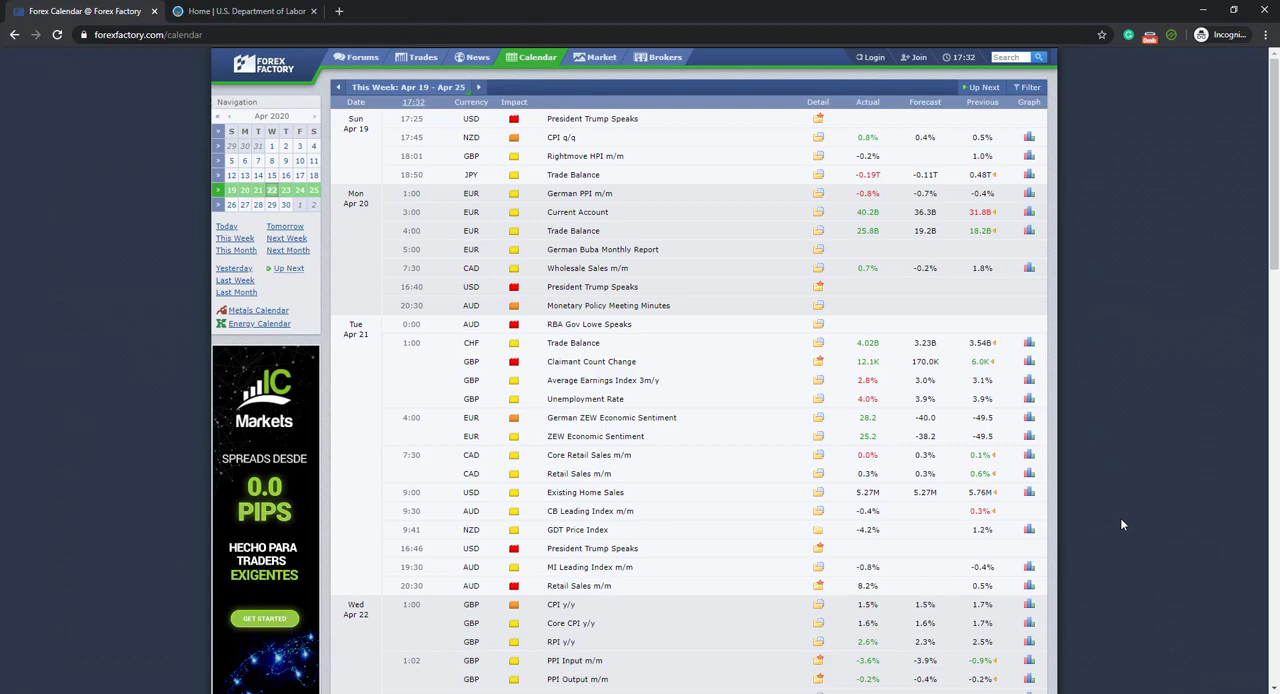 Forex Calendar @ Forex Factory
Home | U.S. Department of Labor
forexfactory.com/calendar
0mb
Incogni...
FOREX FACTORY
Forums Trades News Calendar Market Brokers Login Join 17:32 Search
Navigation
Apr 2020
S M T W T F S
29 30 31 1 2 3 4
5 6 7 8 9 10 11
12 13 14 15 16 17 18
19 20 21 22 23 24 25
26 27 28 29 30 1 2
Today Tomorrow
This Week Next Week
This Month Next Month
Yesterday Up Next
Last Week
Last Month
Metals Calendar
Energy Calendar
IC
Markets
SPREADS DESDE
0.0
PIPS
HECHO PARA
TRADERS
EXIGENTES
GET STARTED
This Week: Apr 19 - Apr 25 Up Next Filter
Date 17:32 Currency Impact Detail Actual Forecast Previous Graph
Sun Apr 19 17:25 USD President Trump Speaks
17:45 NZD CPI q/q 0.8% 0.4% 0.5%
18:01 GBP Rightmove HPI m/m -0.2% 1.0%
18:50 JPY Trade Balance -0.19T -0.11T 0.48T
Mon Apr 20 1:00 EUR German PPI m/m -0.8% -0.7% -0.4%
3:00 EUR Current Account 40.2B 36.3B 31.8B
4:00 EUR Trade Balance 25.8B 19.2B 18.2B
5:00 EUR German Buba Monthly Report
7:30 CAD Wholesale Sales m/m 0.7% -0.2% 1.8%
16:40 USD President Trump Speaks
20:30 AUD Monetary Policy Meeting Minutes
Tue Apr 21 0:00 AUD RBA Gov Lowe Speaks
1:00 CHF Trade Balance 4.02B 3.23B 3.54B
GBP Claimant Count Change 12.1K 170.0K 6.0K
GBP Average Earnings Index 3m/y 2.8% 3.0% 3.1%
GBP Unemployment Rate 4.0% 3.9% 3.9%
4:00 EUR German ZEW Economic Sentiment 28.2 -40.0 -49.5
EUR ZEW Economic Sentiment 25.2 -38.2 -49.5
7:30 CAD Core Retail Sales m/m 0.0% 0.3% 0.1%
CAD Retail Sales m/m 0.3% 0.3% 0.6%
9:00 USD Existing Home Sales 5.27M 5.27M 5.76M
9:30 AUD CB Leading Index m/m -0.4% 0.3%
9:41 NZD GDT Price Index -4.2% 1.2%
16:46 USD President Trump Speaks
19:30 AUD MI Leading Index m/m -0.8% -0.4%
20:30 AUD Retail Sales m/m 8.2% 0.5%
Wed Apr 22 1:00 GBP CPI y/y 1.5% 1.5% 1.7%
GBP Core CPI y/y 1.6% 1.6% 1.7%
GBP RPI y/y 2.6% 2.3% 2.5%
1:02 GBP PPI Input m/m -3.6% -3.9% -0.9%
GBP PPI Output m/m -0.2% -0.4% -0.2%